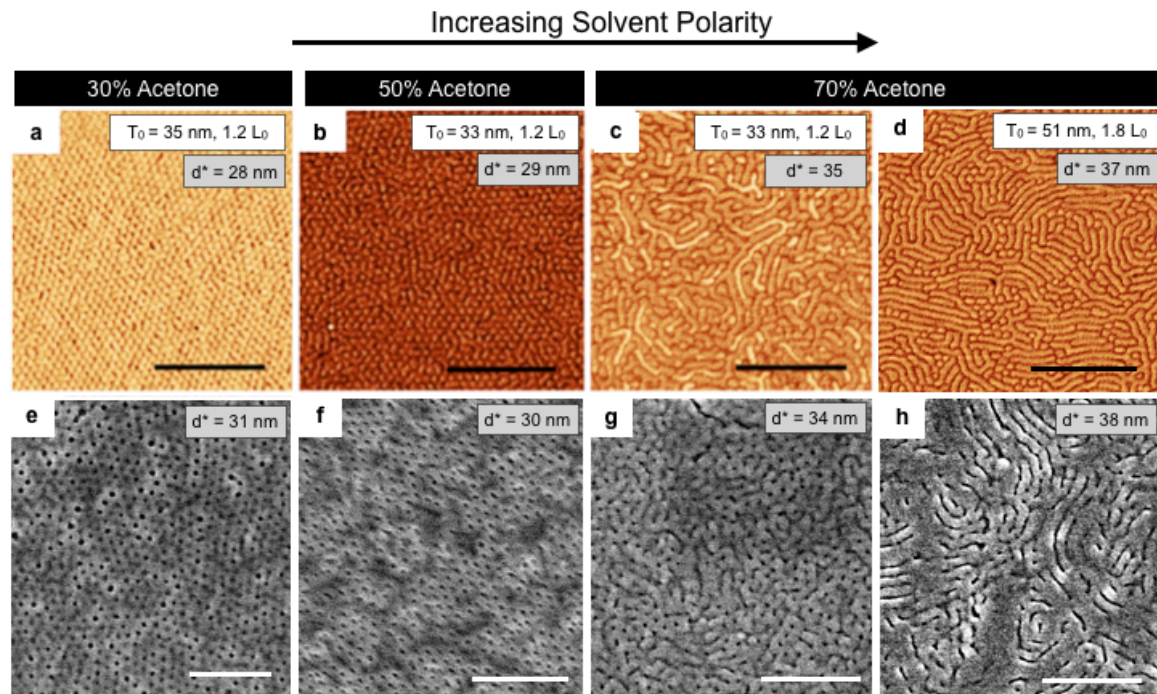 Increasing Solvent Polarity
30% Acetone
50% Acetone
70% Acetone
a
T₀ = 35 nm, 1.2 L₀
d* = 28 nm
b
T₀ = 33 nm, 1.2 L₀
d* = 29 nm
c
T₀ = 33 nm, 1.2 L₀
d* = 35
d
T₀ = 51 nm, 1.8 L₀
d* = 37 nm
e
d* = 31 nm
f
d* = 30 nm
g
d* = 34 nm
h
d* = 38 nm